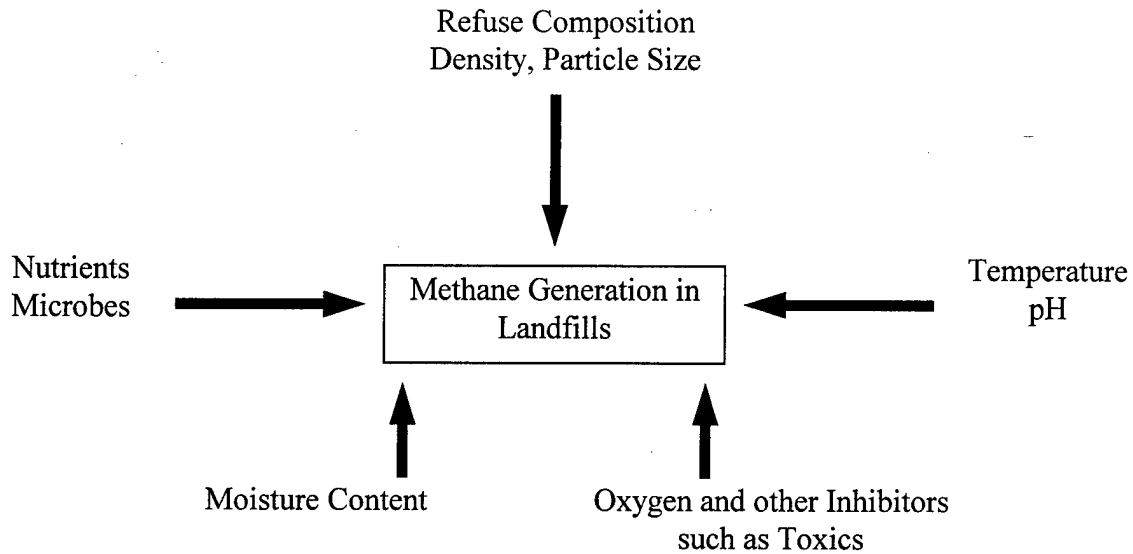 Refuse Composition
Density, Particle Size
Nutrients
Microbes
Methane Generation in
Landfills
Temperature
pH
Moisture Content
Oxygen and other Inhibitors
such as Toxics